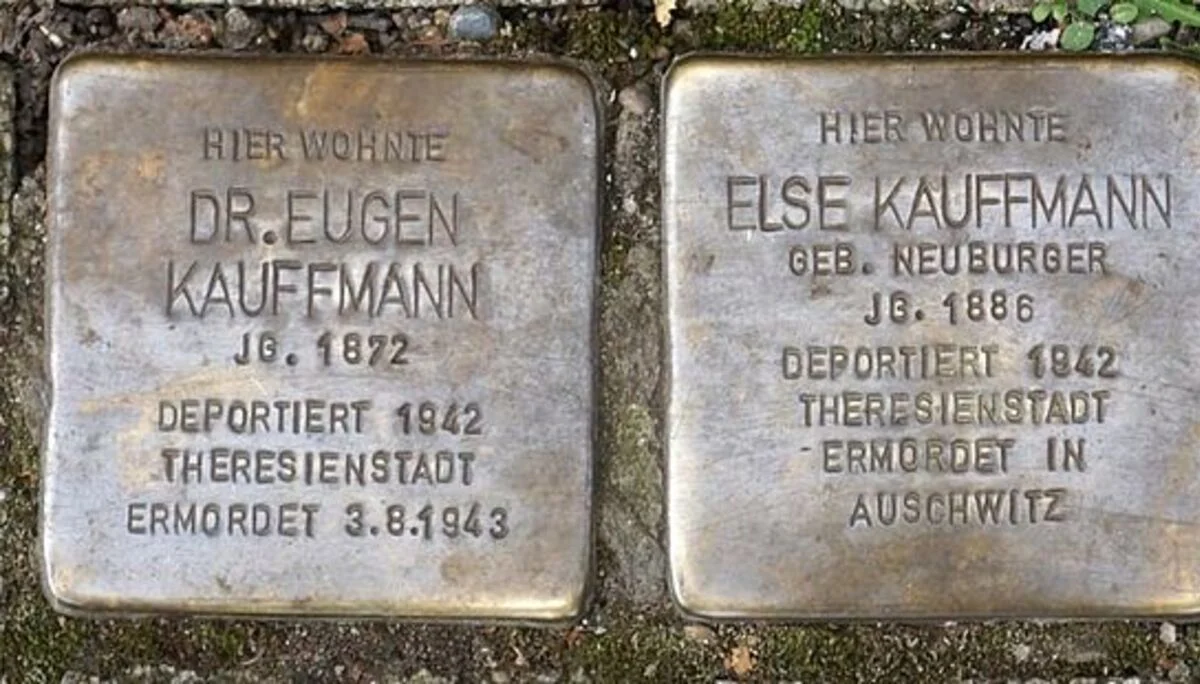 HIER WOHNTE
DR. EUGEN
KAUFFMANN
JG. 1872
DEPORTIERT 1942
THERESIENSTADT
ERMORDET 3.8.1943
HIER WOHNTE
ELSE KAUFFMANN
GEB. NEUBURGER
JG. 1886
DEPORTIERT 1942
THERESIENSTADT
ERMORDET IN
AUSCHWITZ